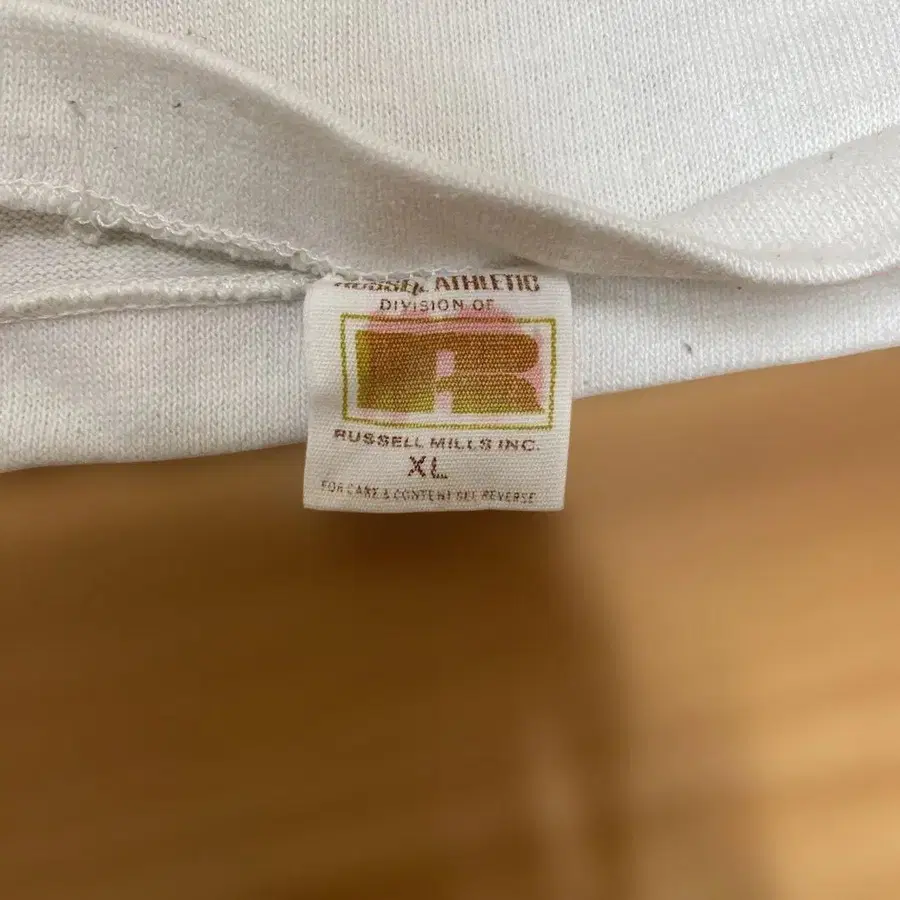 RUSSELL ATHLETIC
DIVISION OF
R
RUSSELL MILLS INC.
XL
FOR CARE & CONTENT SEE REVERSE